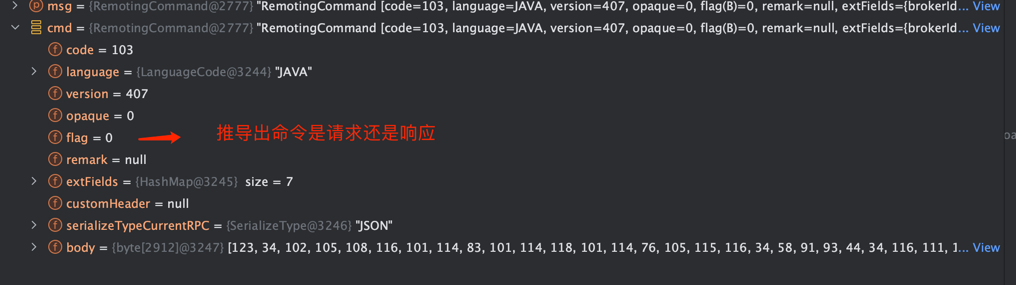 msg = {RemotingCommand@2777} "RemotingCommand [code=103, language=JAVA, version=407, opaque=0, flag(B)=0, remark=null, extFields={brokerId... View
cmd = {RemotingCommand@2777} "RemotingCommand [code=103, language=JAVA, version=407, opaque=0, flag(B)=0, remark=null, extFields={brokerId... View
code = 103
language = {LanguageCode@3244} "JAVA"
version = 407
opaque = 0
flag = 0 推导出命令是请求还是响应
remark = null
extFields = {HashMap@3245} size = 7
customHeader = null
serializeTypeCurrentRPC = {SerializeType@3246} "JSON"
body = {byte[2912]@3247} [123, 34, 102, 105, 108, 116, 101, 114, 83, 101, 114, 118, 101, 114, 76, 105, 115, 116, 34, 58, 91, 93, 44, 34, 116, 111, 1... View